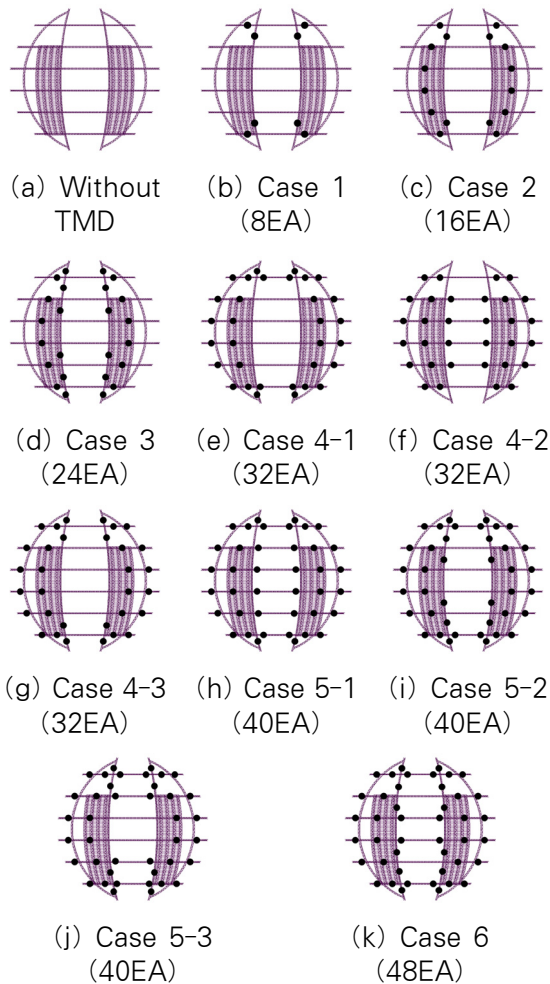 (a) Without
TMD
(b) Case 1
(8EA)
(c) Case 2
(16EA)
(d) Case 3
(24EA)
(e) Case 4-1
(32EA)
(f) Case 4-2
(32EA)
(g) Case 4-3
(32EA)
(h) Case 5-1
(40EA)
(i) Case 5-2
(40EA)
(j) Case 5-3
(40EA)
(k) Case 6
(48EA)